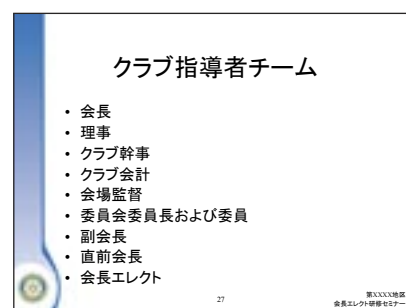 クラブ指導者チーム
• 会長
• 理事
• クラブ幹事
• クラブ会計
• 会場監督
• 委員会委員長および委員
• 副会長
• 直前会長
• 会長エレクト
27
第XXXX地区
会長エレクト研修セミナー